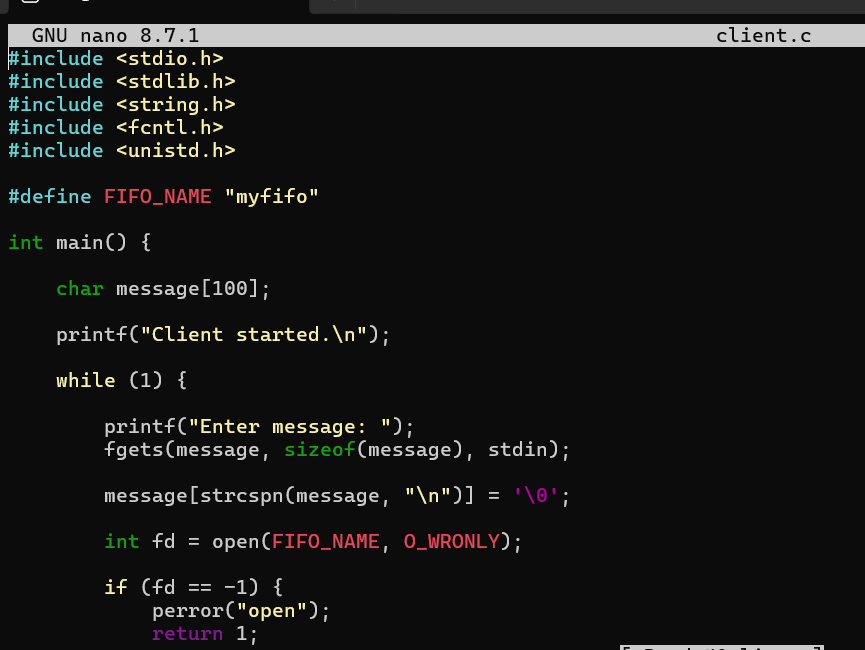 GNU nano 8.7.1 client.c
#include <stdio.h>
#include <stdlib.h>
#include <string.h>
#include <fcntl.h>
#include <unistd.h>
#define FIFO_NAME "myfifo"
int main() {
char message[100];
printf("Client started.\n");
while (1) {
printf("Enter message: ");
fgets(message, sizeof(message), stdin);
message[strcspn(message, "\n")] = '\0';
int fd = open(FIFO_NAME, O_WRONLY);
if (fd == -1) {
perror("open");
return 1;